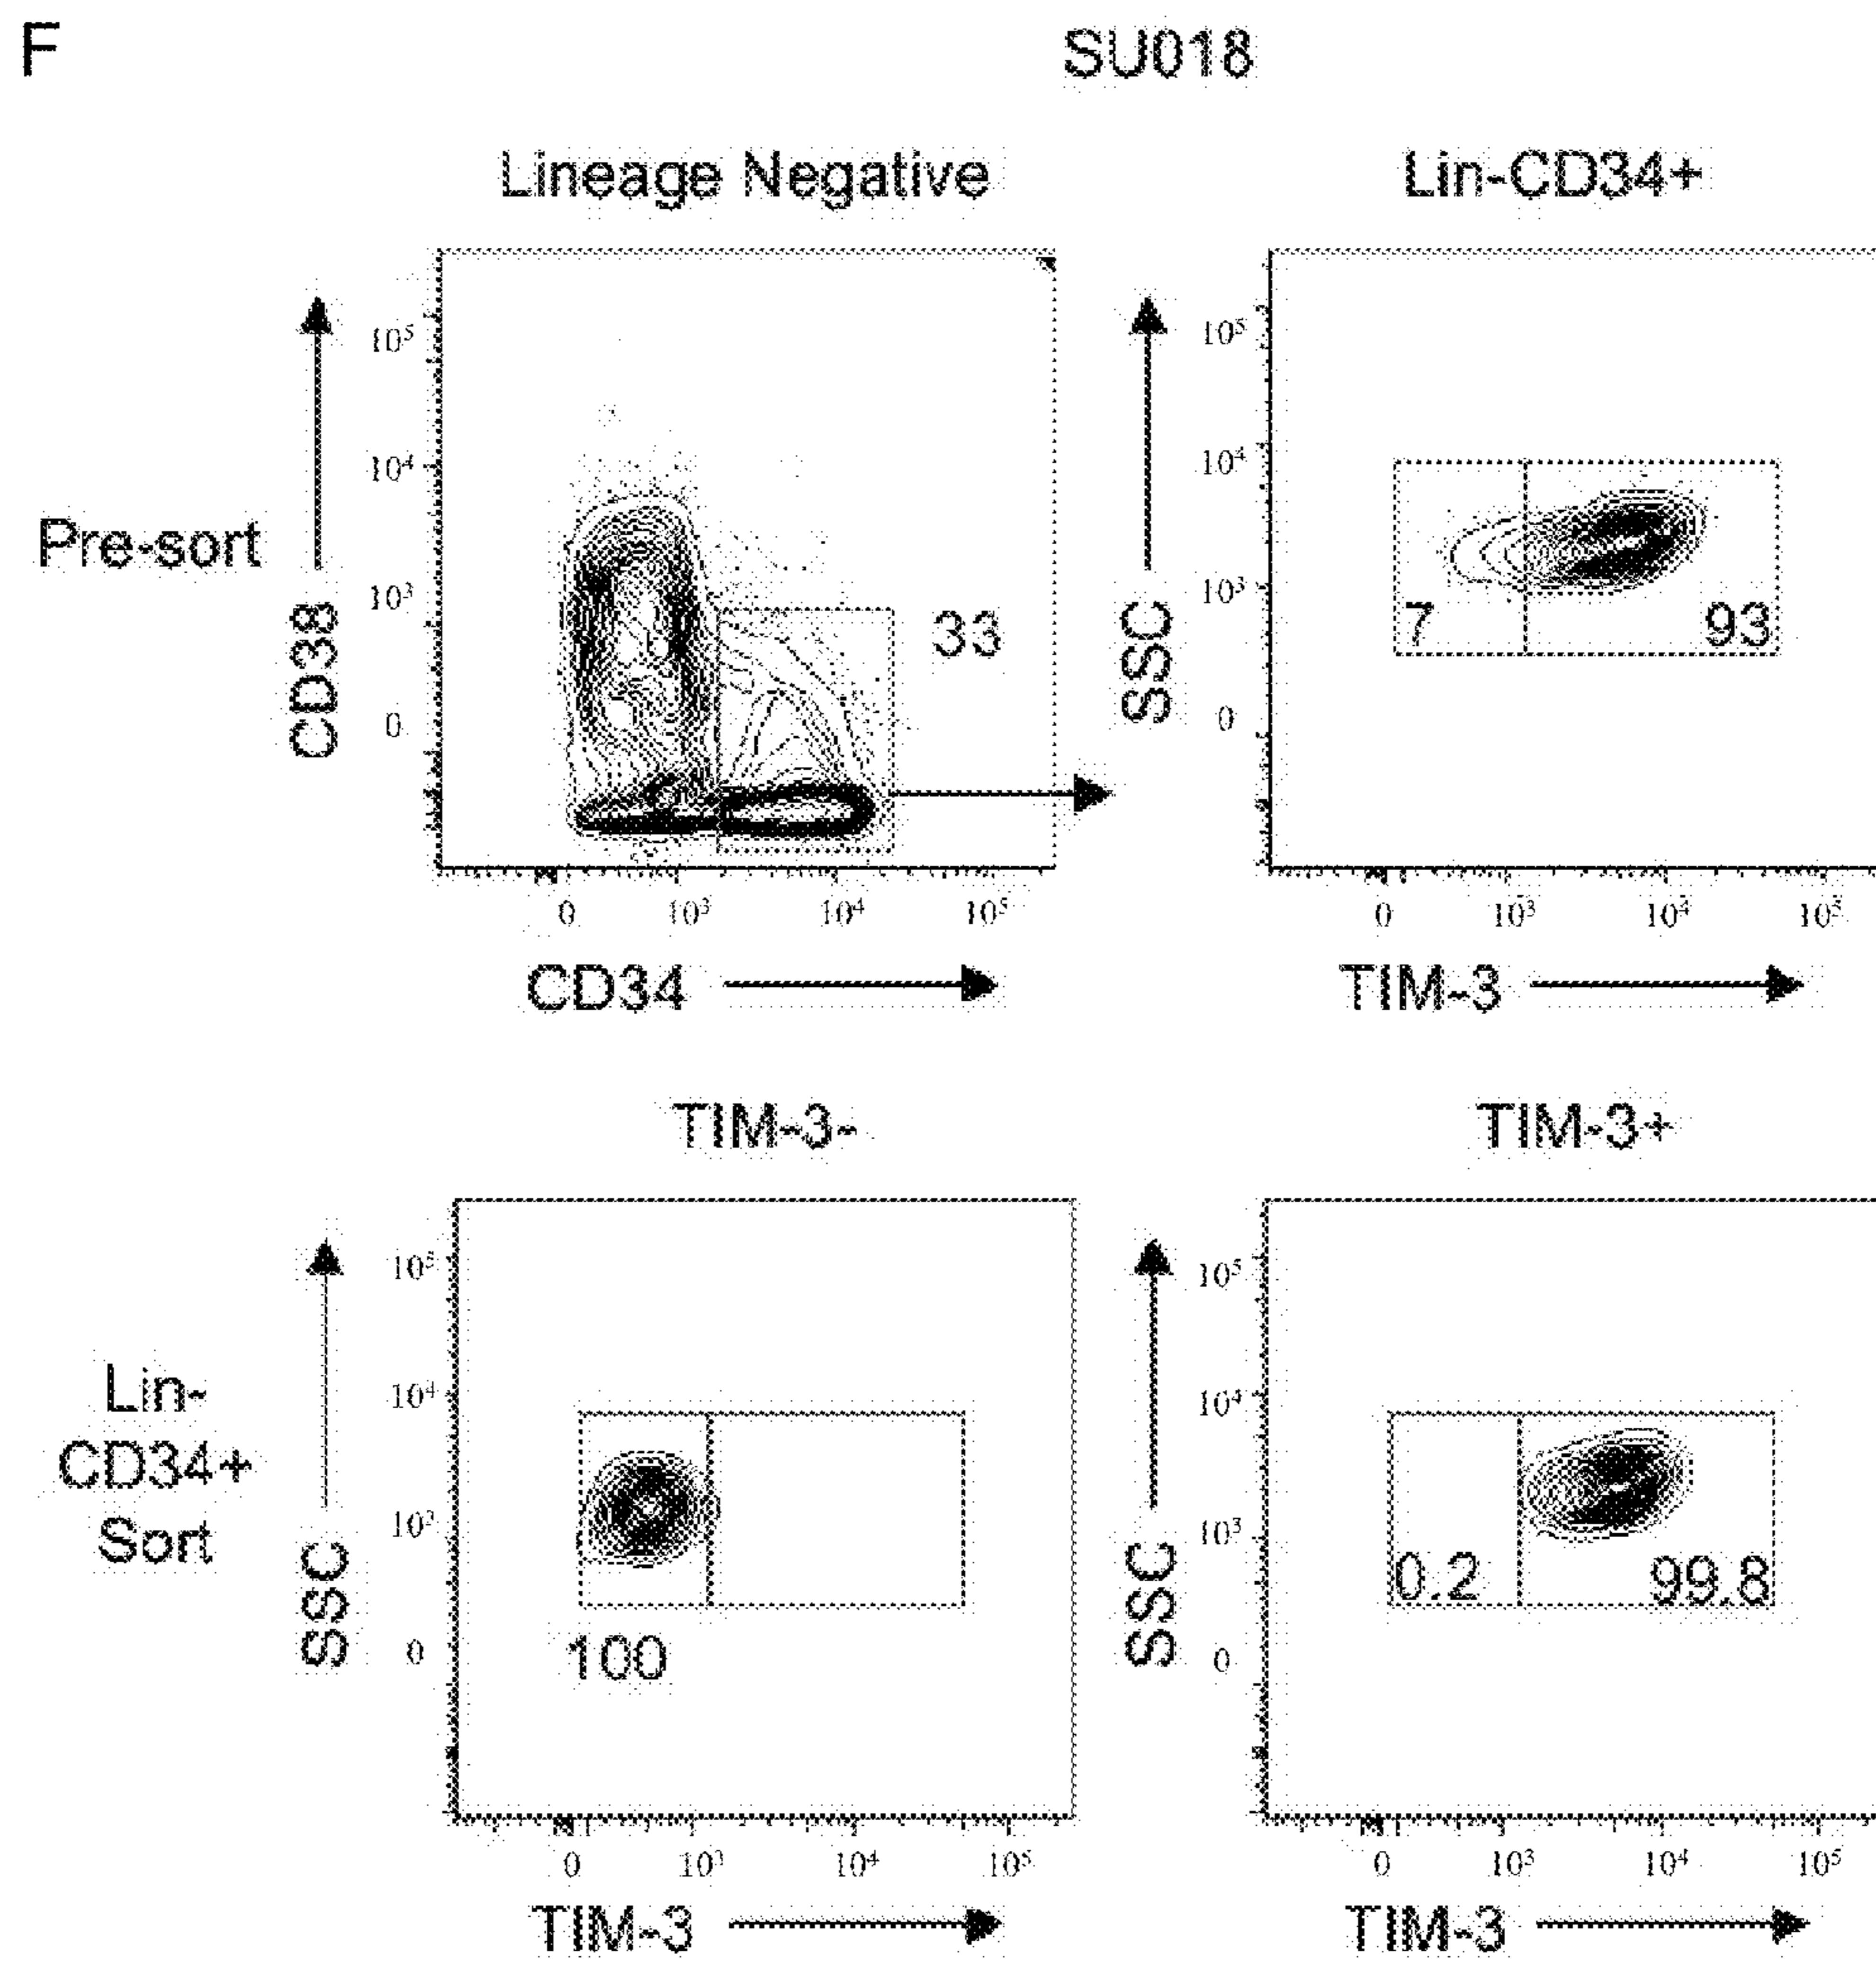 F
SU018
Lineage Negative
Lin-CD34+
Pre-sort
CD38
10⁵
10⁴
10³
0
33
0
10³
10⁴
10⁵
CD34
SSC
10⁵
10⁴
10³
0
7
93
0
10³
10⁴
10⁵
TIM-3
TIM-3-
TIM-3+
Lin-
CD34+
Sort
SSC
10⁵
10⁴
0
100
0
10⁴
10⁵
TIM-3
SSC
10⁵
10⁴
10³
0
0.2
99.8
0
10³
10⁴
10⁵
TIM-3